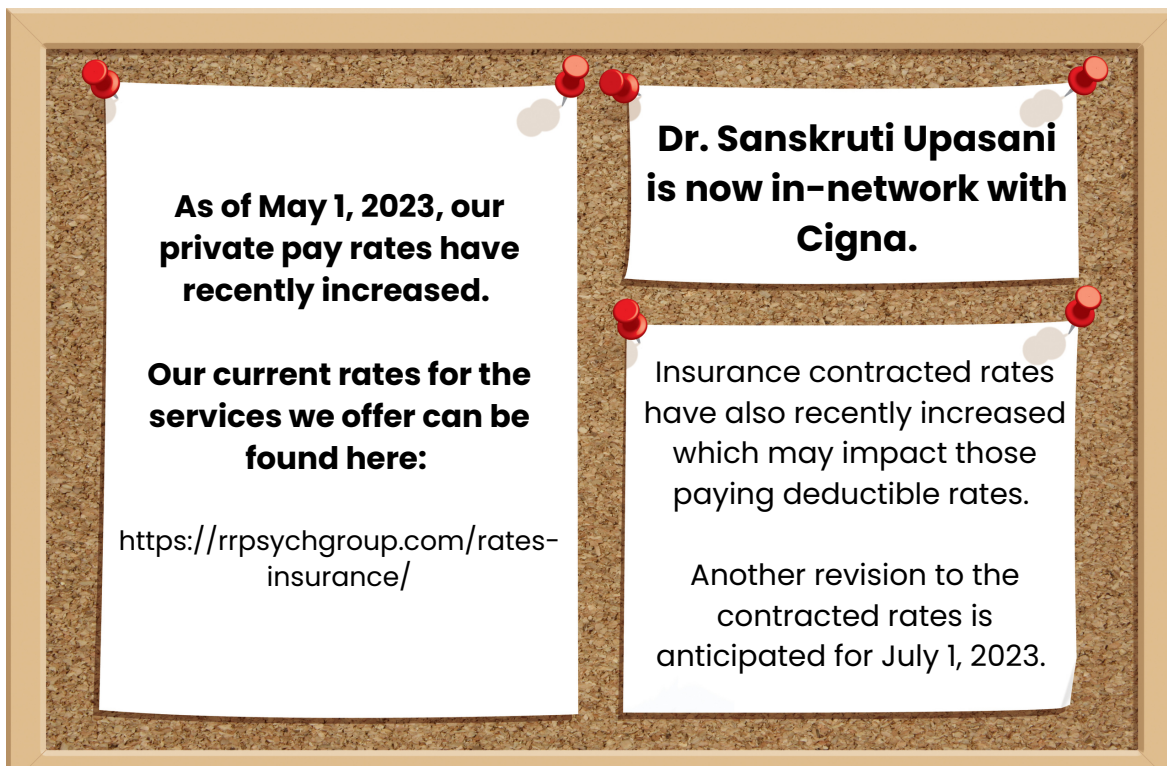 As of May 1, 2023, our
private pay rates have
recently increased.
Our current rates for the
services we offer can be
found here:
https://rrpsychgroup.com/rates-
insurance/
Dr. Sanskruti Upasani
is now in-network with
Cigna.
Insurance contracted rates
have also recently increased
which may impact those
paying deductible rates.
Another revision to the
contracted rates is
anticipated for July 1, 2023.